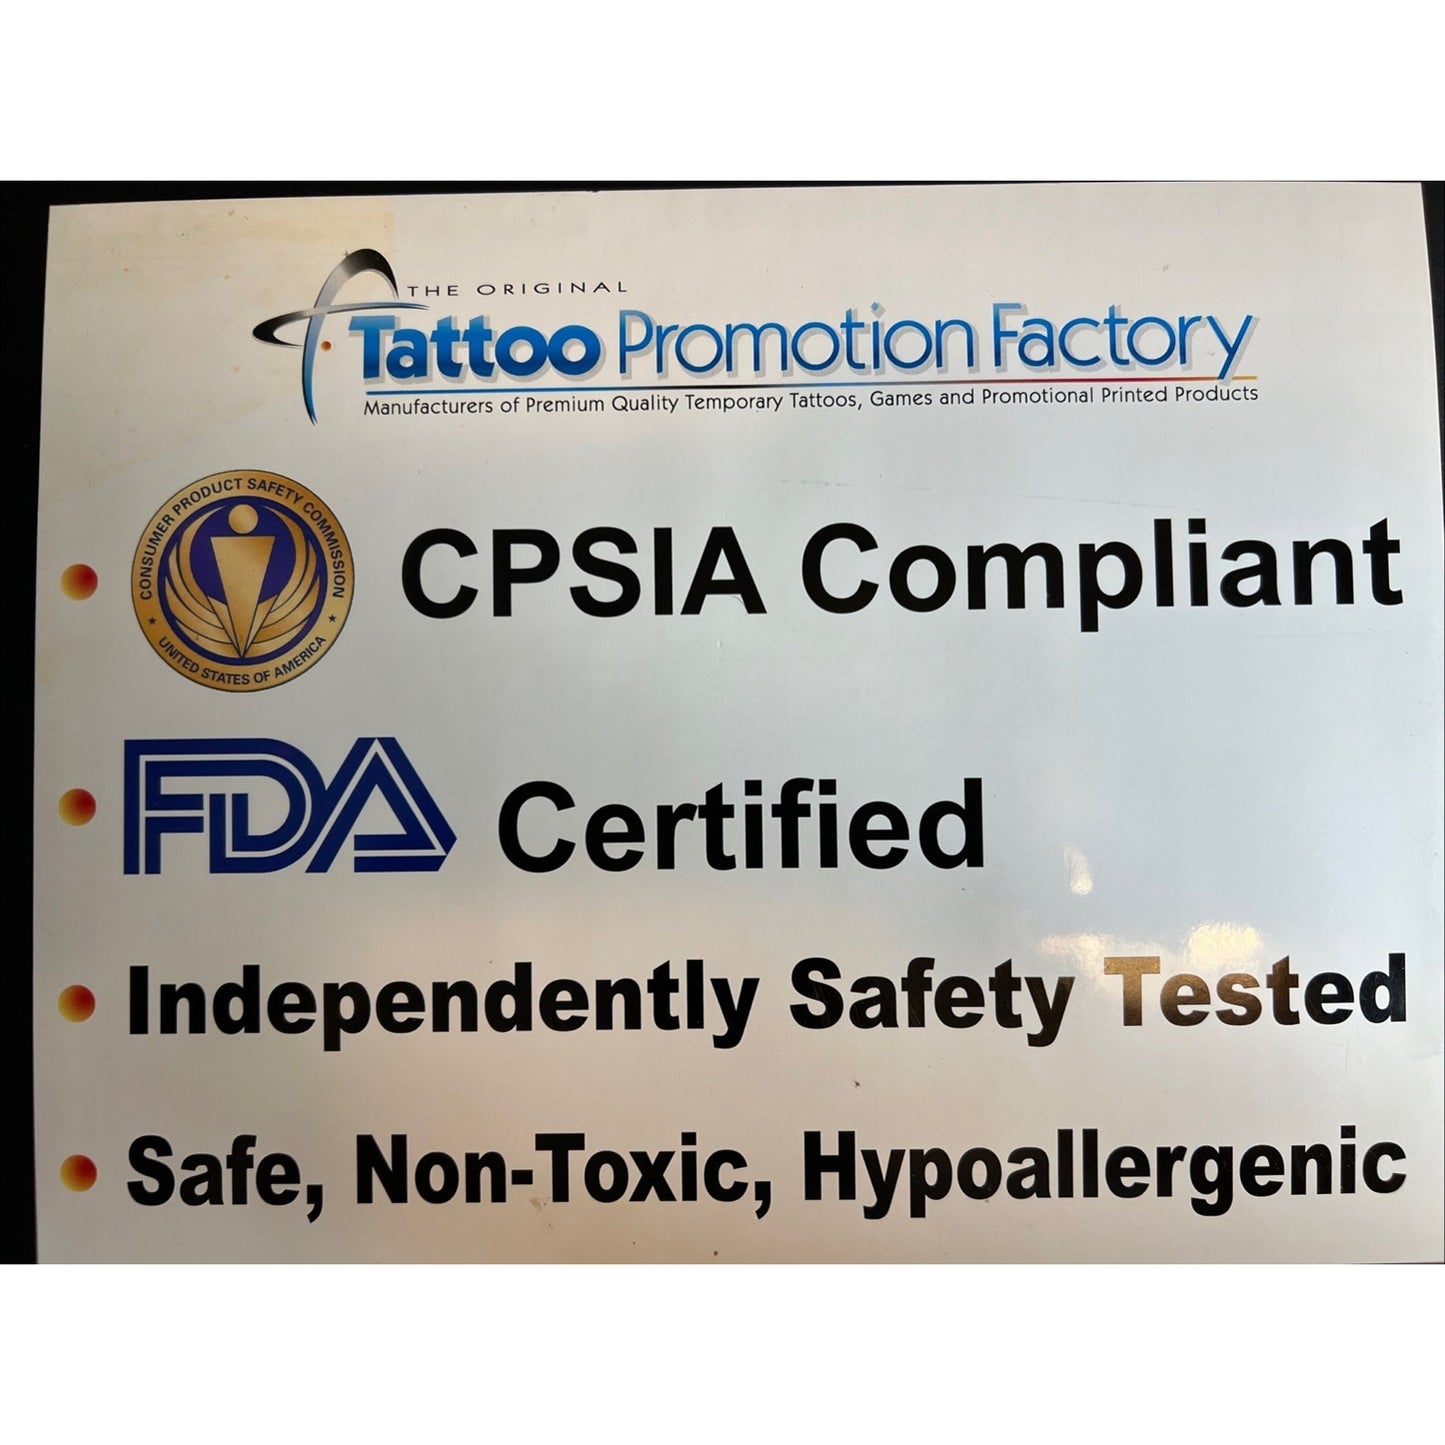 THE ORIGINAL
Tattoo Promotion Factory
Manufacturers of Premium Quality Temporary Tattoos, Games and Promotional Printed Products
CONSUMER PRODUCT SAFETY COMMISSION
UNITED STATES OF AMERICA
CPSIA Compliant
FDA Certified
Independently Safety Tested
Safe, Non-Toxic, Hypoallergenic